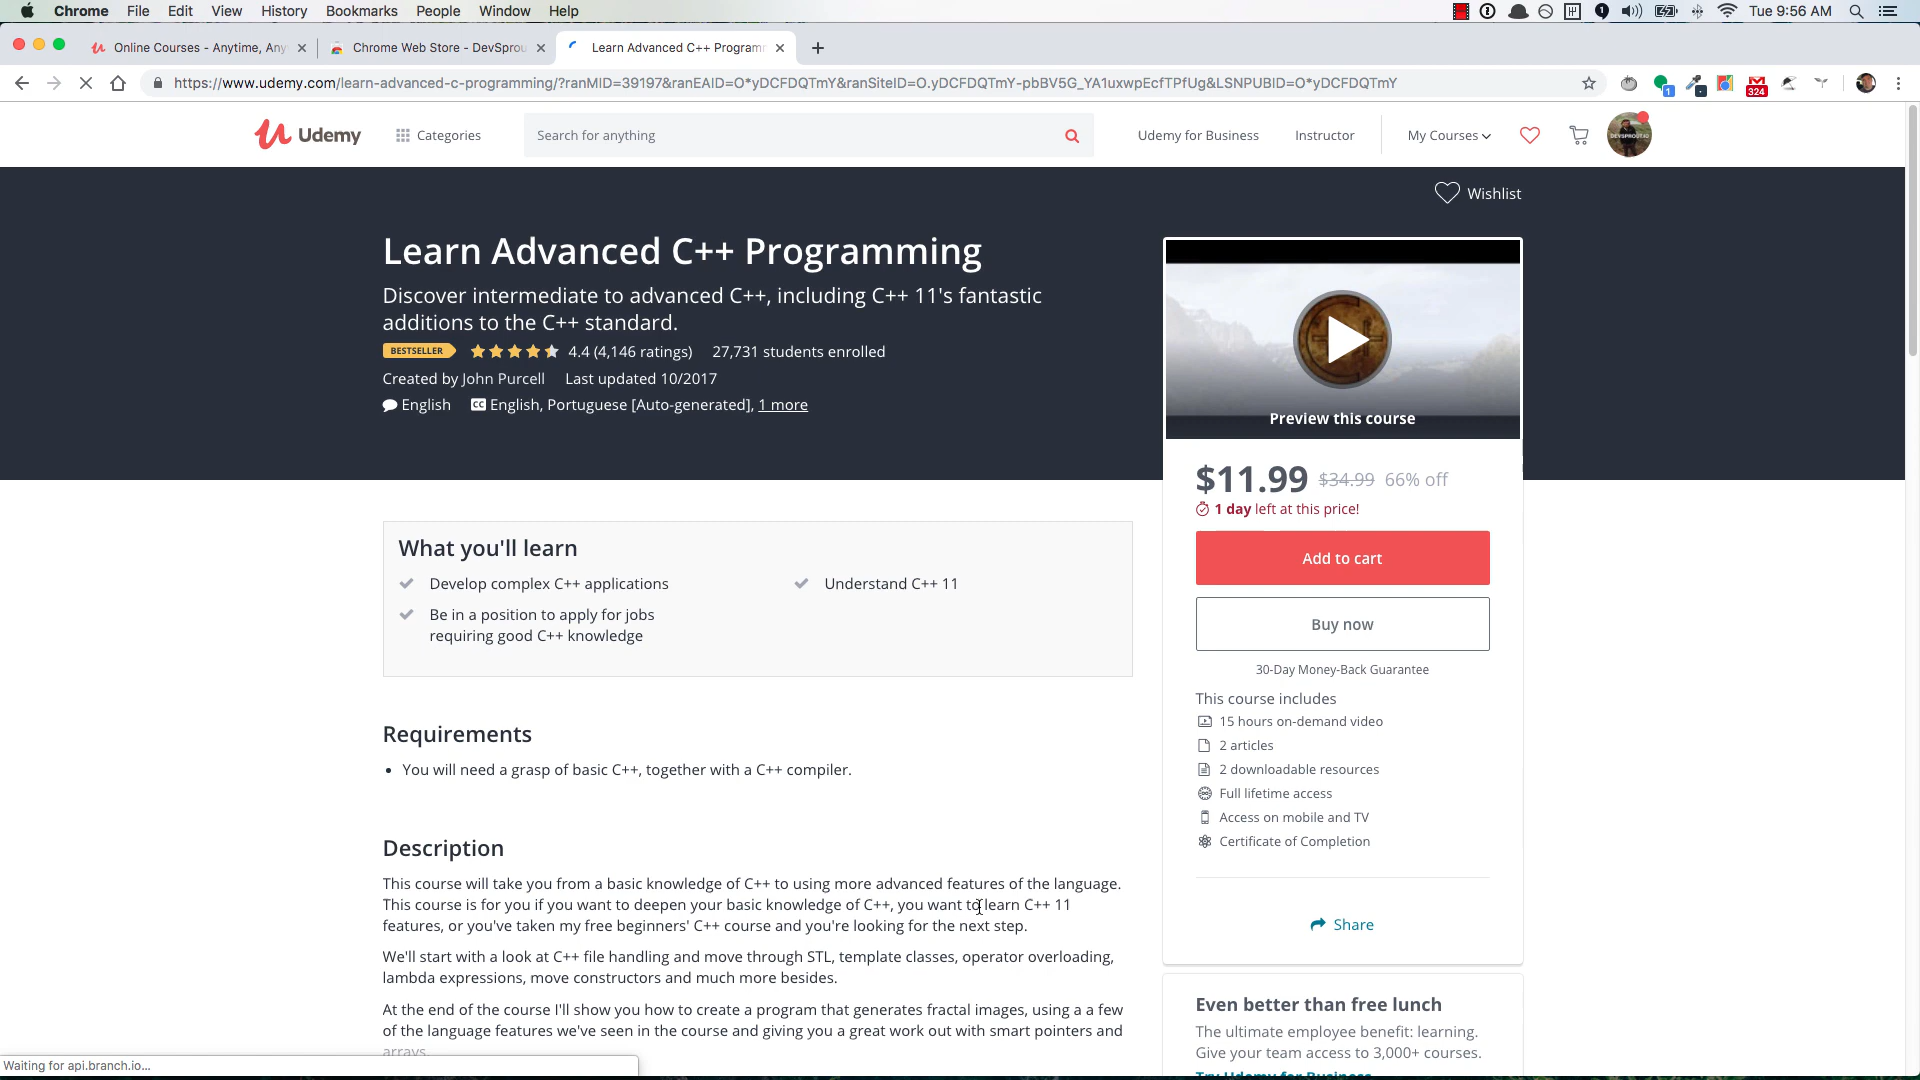 Chrome File Edit View History Bookmarks People Window Help
Tue 9:56 AM
Online Courses - Anytime, Any
Chrome Web Store - DevSprou
Learn Advanced C++ Programm
https://www.udemy.com/learn-advanced-c-programming/?ranMID=39197&ranEAID=O*yDCFDQTmY&ranSiteID=O.yDCFDQTmY-pbBV5G_YA1uxwpEcfTPfUg&LSNPUBID=O*yDCFDQTmY
1
324
Udemy
Categories
Search for anything
Udemy for Business
Instructor
My Courses
DEVSPROUT.IO
Wishlist
Learn Advanced C++ Programming
Discover intermediate to advanced C++, including C++ 11's fantastic
additions to the C++ standard.
BESTSELLER 4.4 (4,146 ratings) 27,731 students enrolled
Created by John Purcell Last updated 10/2017
English CC English, Portuguese [Auto-generated], 1 more
Preview this course
$11.99 $34.99 66% off
1 day left at this price!
Add to cart
Buy now
30-Day Money-Back Guarantee
This course includes
15 hours on-demand video
2 articles
2 downloadable resources
Full lifetime access
Access on mobile and TV
Certificate of Completion
Share
Even better than free lunch
The ultimate employee benefit: learning.
Give your team access to 3,000+ courses.
Try Udemy for Business
What you'll learn
Develop complex C++ applications
Understand C++ 11
Be in a position to apply for jobs
requiring good C++ knowledge
Requirements
• You will need a grasp of basic C++, together with a C++ compiler.
Description
This course will take you from a basic knowledge of C++ to using more advanced features of the language.
This course is for you if you want to deepen your basic knowledge of C++, you want to learn C++ 11
features, or you've taken my free beginners' C++ course and you're looking for the next step.
We'll start with a look at C++ file handling and move through STL, template classes, operator overloading,
lambda expressions, move constructors and much more besides.
At the end of the course I'll show you how to create a program that generates fractal images, using a a few
of the language features we've seen in the course and giving you a great work out with smart pointers and
arrays.
Waiting for api.branch.io...